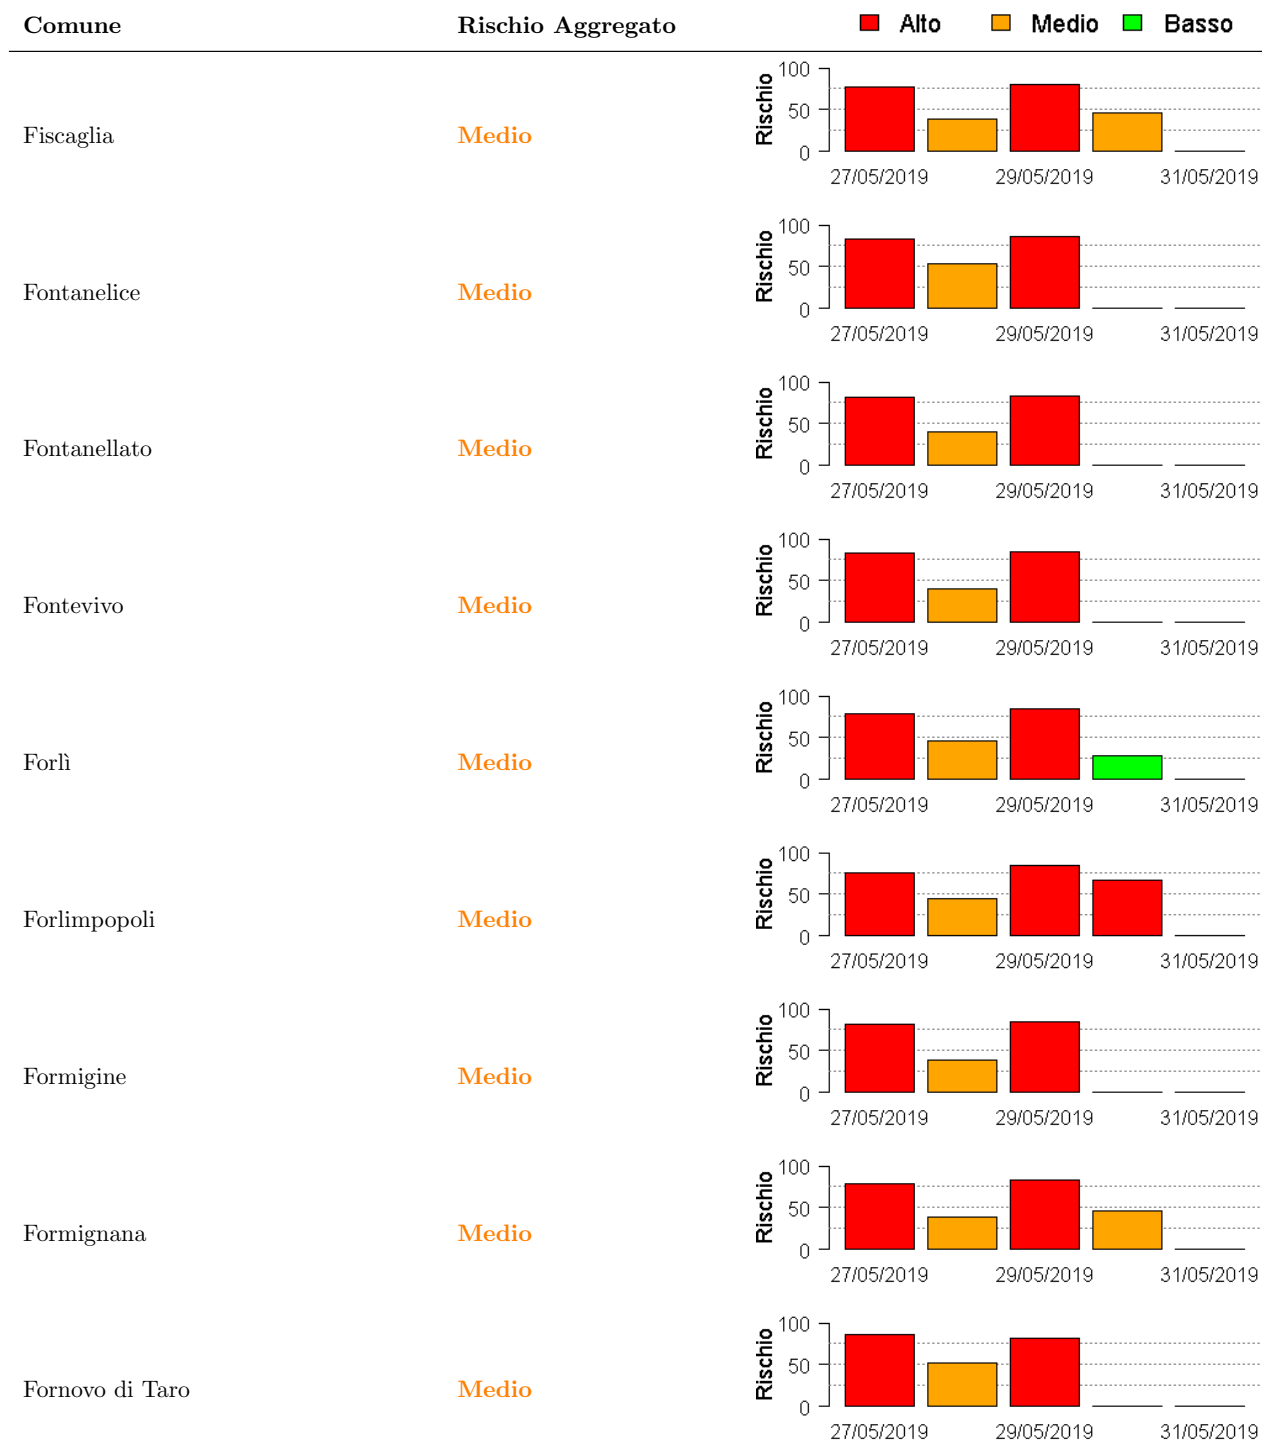 Comune Rischio Aggregato Alto Medio Basso
Fiscaglia Medio
Rischio
100
50
0
27/05/2019 29/05/2019 31/05/2019
Fontanelice Medio
Rischio
100
50
0
27/05/2019 29/05/2019 31/05/2019
Fontanellato Medio
Rischio
100
50
0
27/05/2019 29/05/2019 31/05/2019
Fontevivo Medio
Rischio
100
50
0
27/05/2019 29/05/2019 31/05/2019
Forlì Medio
Rischio
100
50
0
27/05/2019 29/05/2019 31/05/2019
Forlimpopoli Medio
Rischio
100
50
0
27/05/2019 29/05/2019 31/05/2019
Formigine Medio
Rischio
100
50
0
27/05/2019 29/05/2019 31/05/2019
Formignana Medio
Rischio
100
50
0
27/05/2019 29/05/2019 31/05/2019
Fornovo di Taro Medio
Rischio
100
50
0
27/05/2019 29/05/2019 31/05/2019